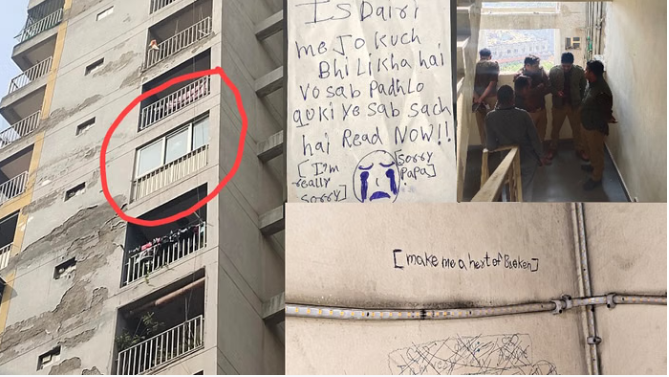 Is Dairi
me Jo Kuch
Bhi Likha hai
vo sab Padhlo
quki ye sab sach
hai Read Now!!
[I'm really sorry]
sorry Papa
[make me a hert of Broken]